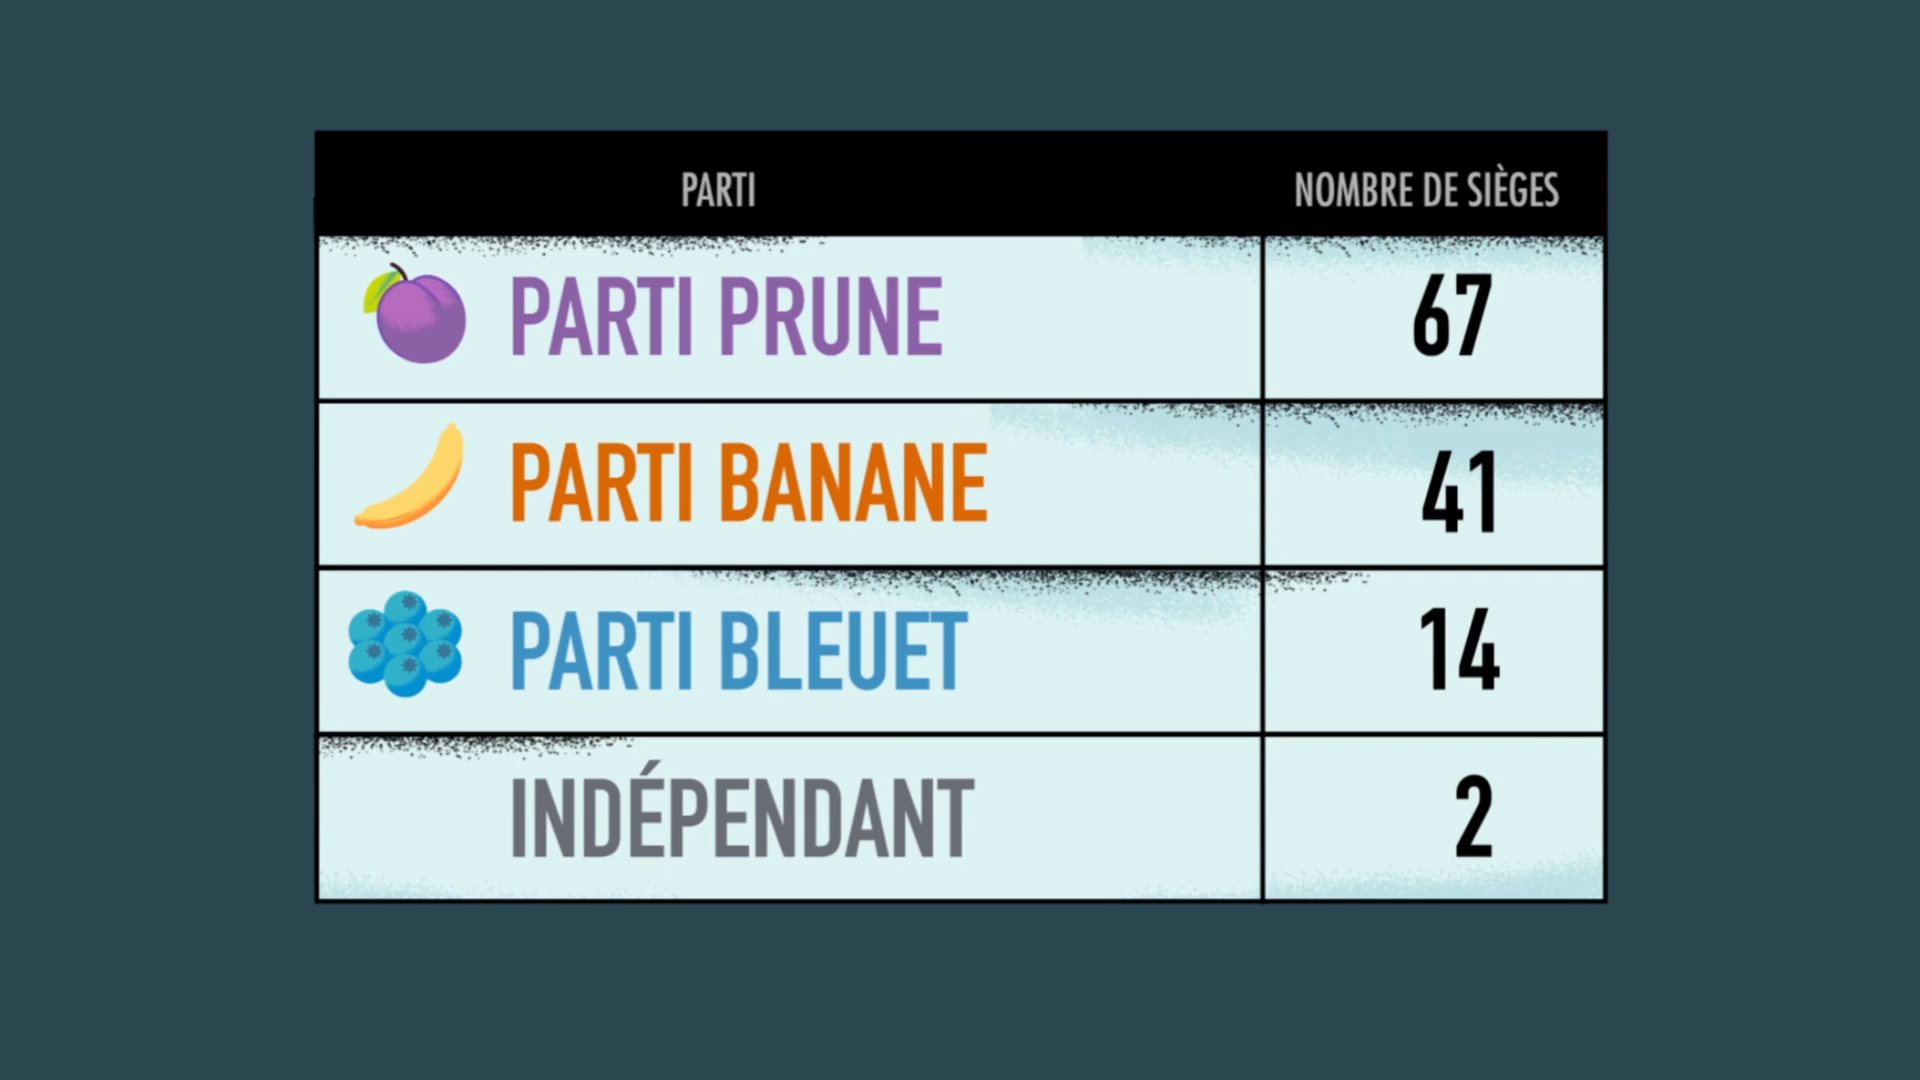 PARTI NOMBRE DE SIÈGES
PARTI PRUNE 67
PARTI BANANE 41
PARTI BLEUET 14
INDÉPENDANT 2